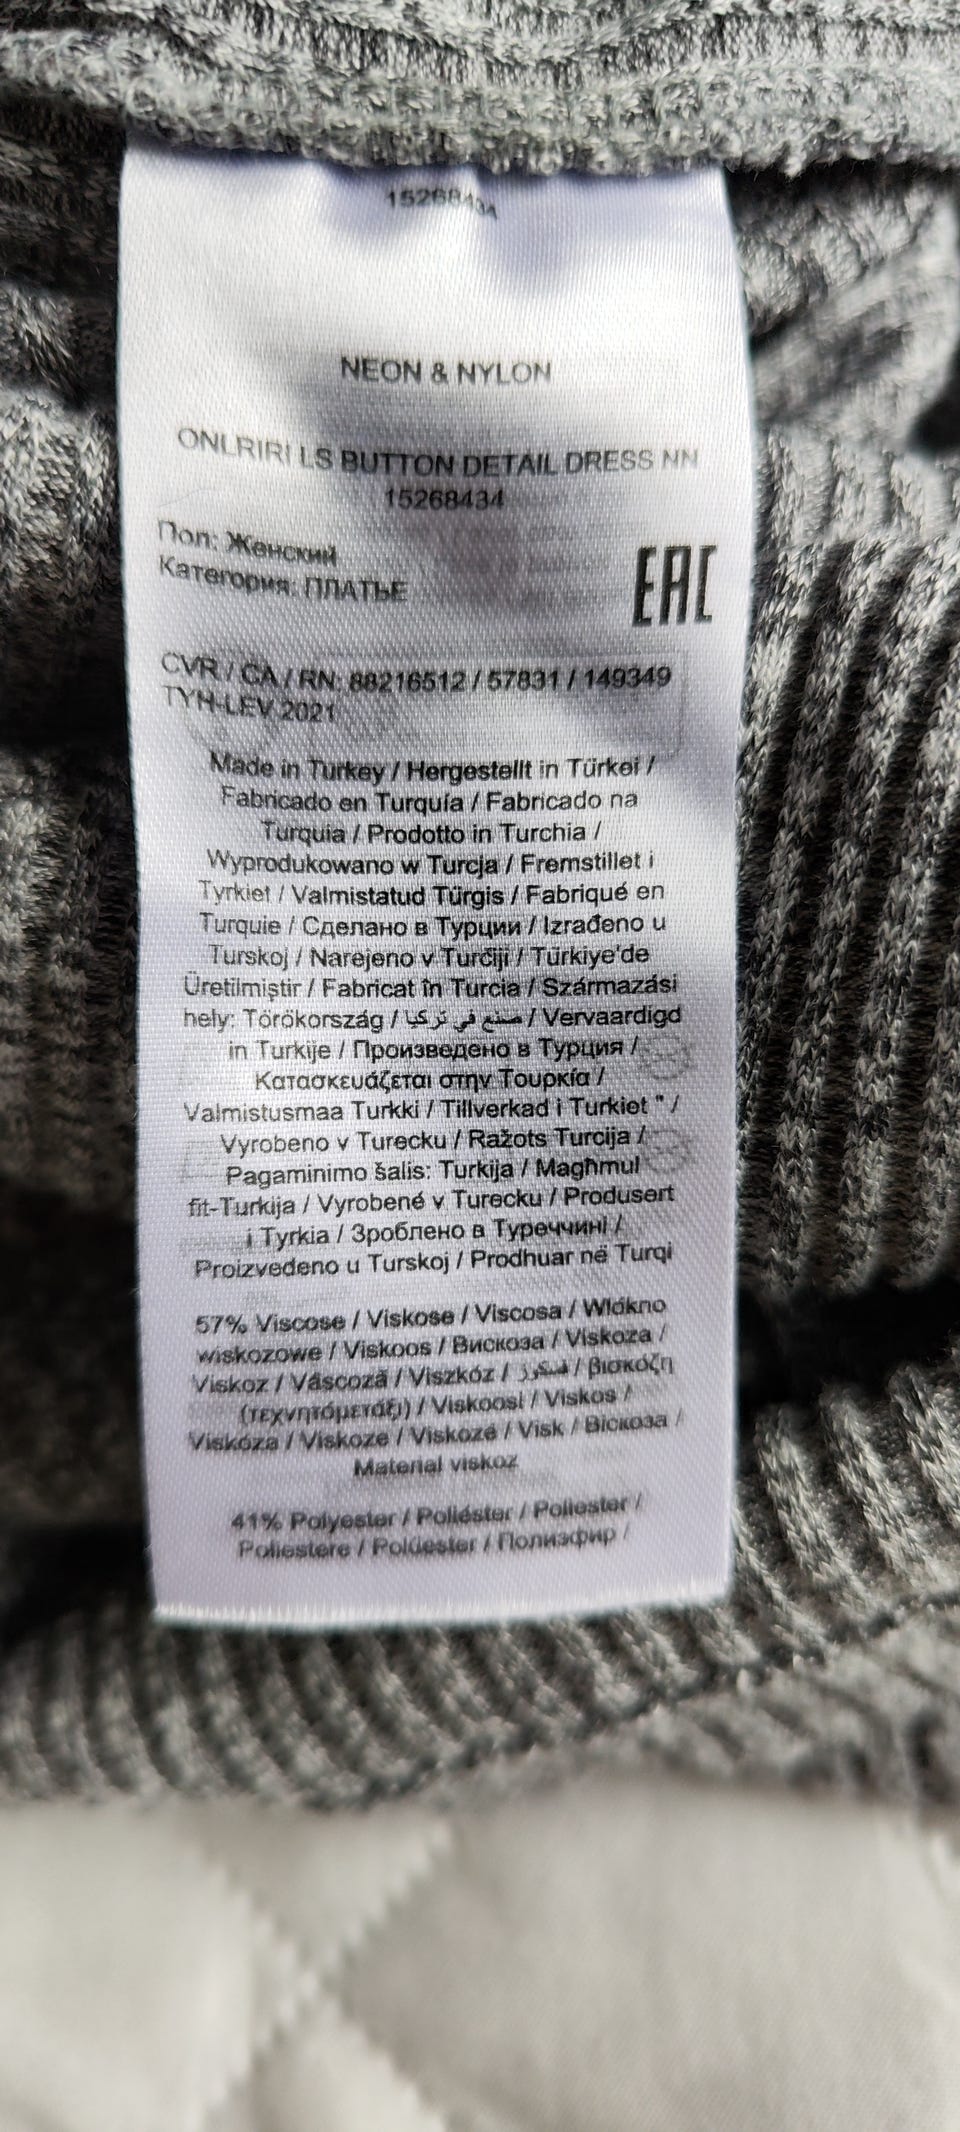 15268434
NEON & NYLON
ONLRIRI LS BUTTON DETAIL DRESS NN
15268434
Пол: Женский
Категория: ПЛАТЬЕ
EAC
CVR / CA / RN: 88216512 / 57831 / 149349
TYH-LEV 2021
Made in Turkey / Hergestellt in Türkei /
Fabricado en Turquía / Fabricado na
Turquia / Prodotto in Turchia /
Wyprodukowano w Turcja / Fremstillet i
Tyrkiet / Valmistatud Türgis / Fabriqué en
Turquie / Сделано в Турции / Izrađeno u
Turskoj / Narejeno v Turčiji / Türkiye'de
Üretilmiştir / Fabricat în Turcia / Származási
hely: Törökország / صنع في تركيا / Vervaardigd
in Turkije / Произведено в Турция /
Κατασκευάζεται στην Τουρκία /
Valmistusmaa Turkki / Tillverkad i Turkiet " /
Vyrobeno v Turecku / Ražots Turcija /
Pagaminimo šalis: Turkija / Magħmul
fit-Turkija / Vyrobené v Turecku / Produsert
i Tyrkia / Зроблено в Туреччині /
Proizvedeno u Turskoj / Prodhuar në Turqi
57% Viscose / Viskose / Viscosa / Włókno
wiskozowe / Viskoos / Вискоза / Viskoza /
Viskoz / Vâscoză / Viszkóz / فسكوز / βισκόζη
(τεχνητόμεταξι) / Viskoosi / Viskos /
Viskóza / Viskoze / Viskozė / Visk / Віскоза /
Material viskoz
41% Polyester / Poliéster / Poliester /
Poliestere / Polüester / Полиэфир /